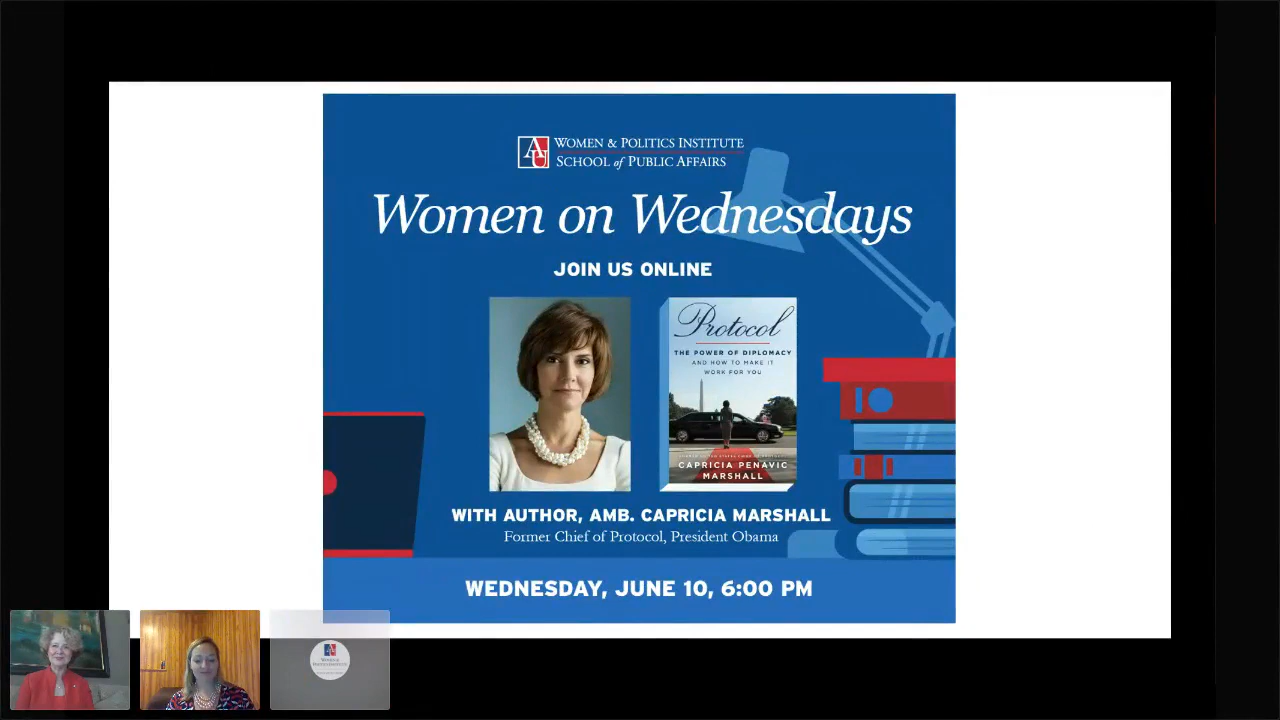 AU
WOMEN & POLITICS INSTITUTE
SCHOOL of PUBLIC AFFAIRS
Women on Wednesdays
JOIN US ONLINE
Protocol
THE POWER OF DIPLOMACY
AND HOW TO MAKE IT
WORK FOR YOU
CAPRICIA PENAVIC
MARSHALL
WITH AUTHOR, AMB. CAPRICIA MARSHALL
Former Chief of Protocol, President Obama
WEDNESDAY, JUNE 10, 6:00 PM